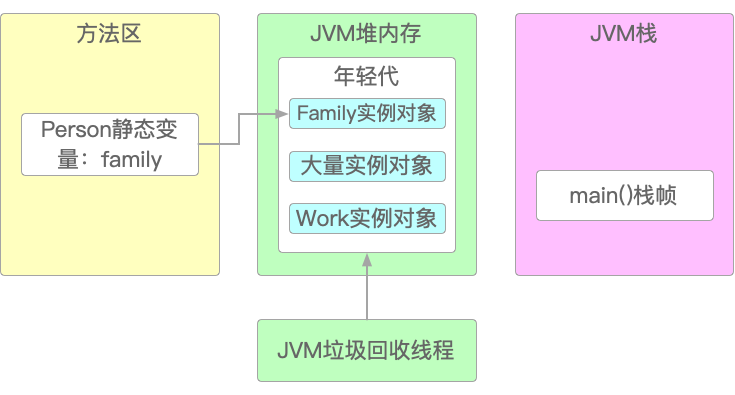 方法区
Person静态变
量：family
JVM堆内存
年轻代
Family实例对象
大量实例对象
Work实例对象
JVM垃圾回收线程
JVM栈
main()栈帧